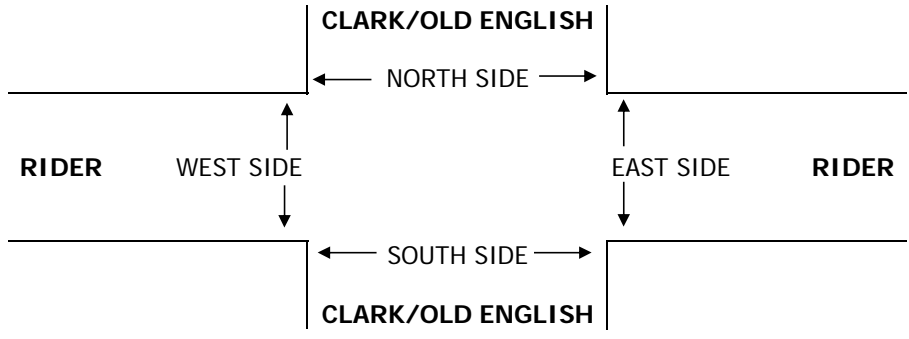 CLARK/OLD ENGLISH
NORTH SIDE
RIDER WEST SIDE EAST SIDE RIDER
SOUTH SIDE
CLARK/OLD ENGLISH